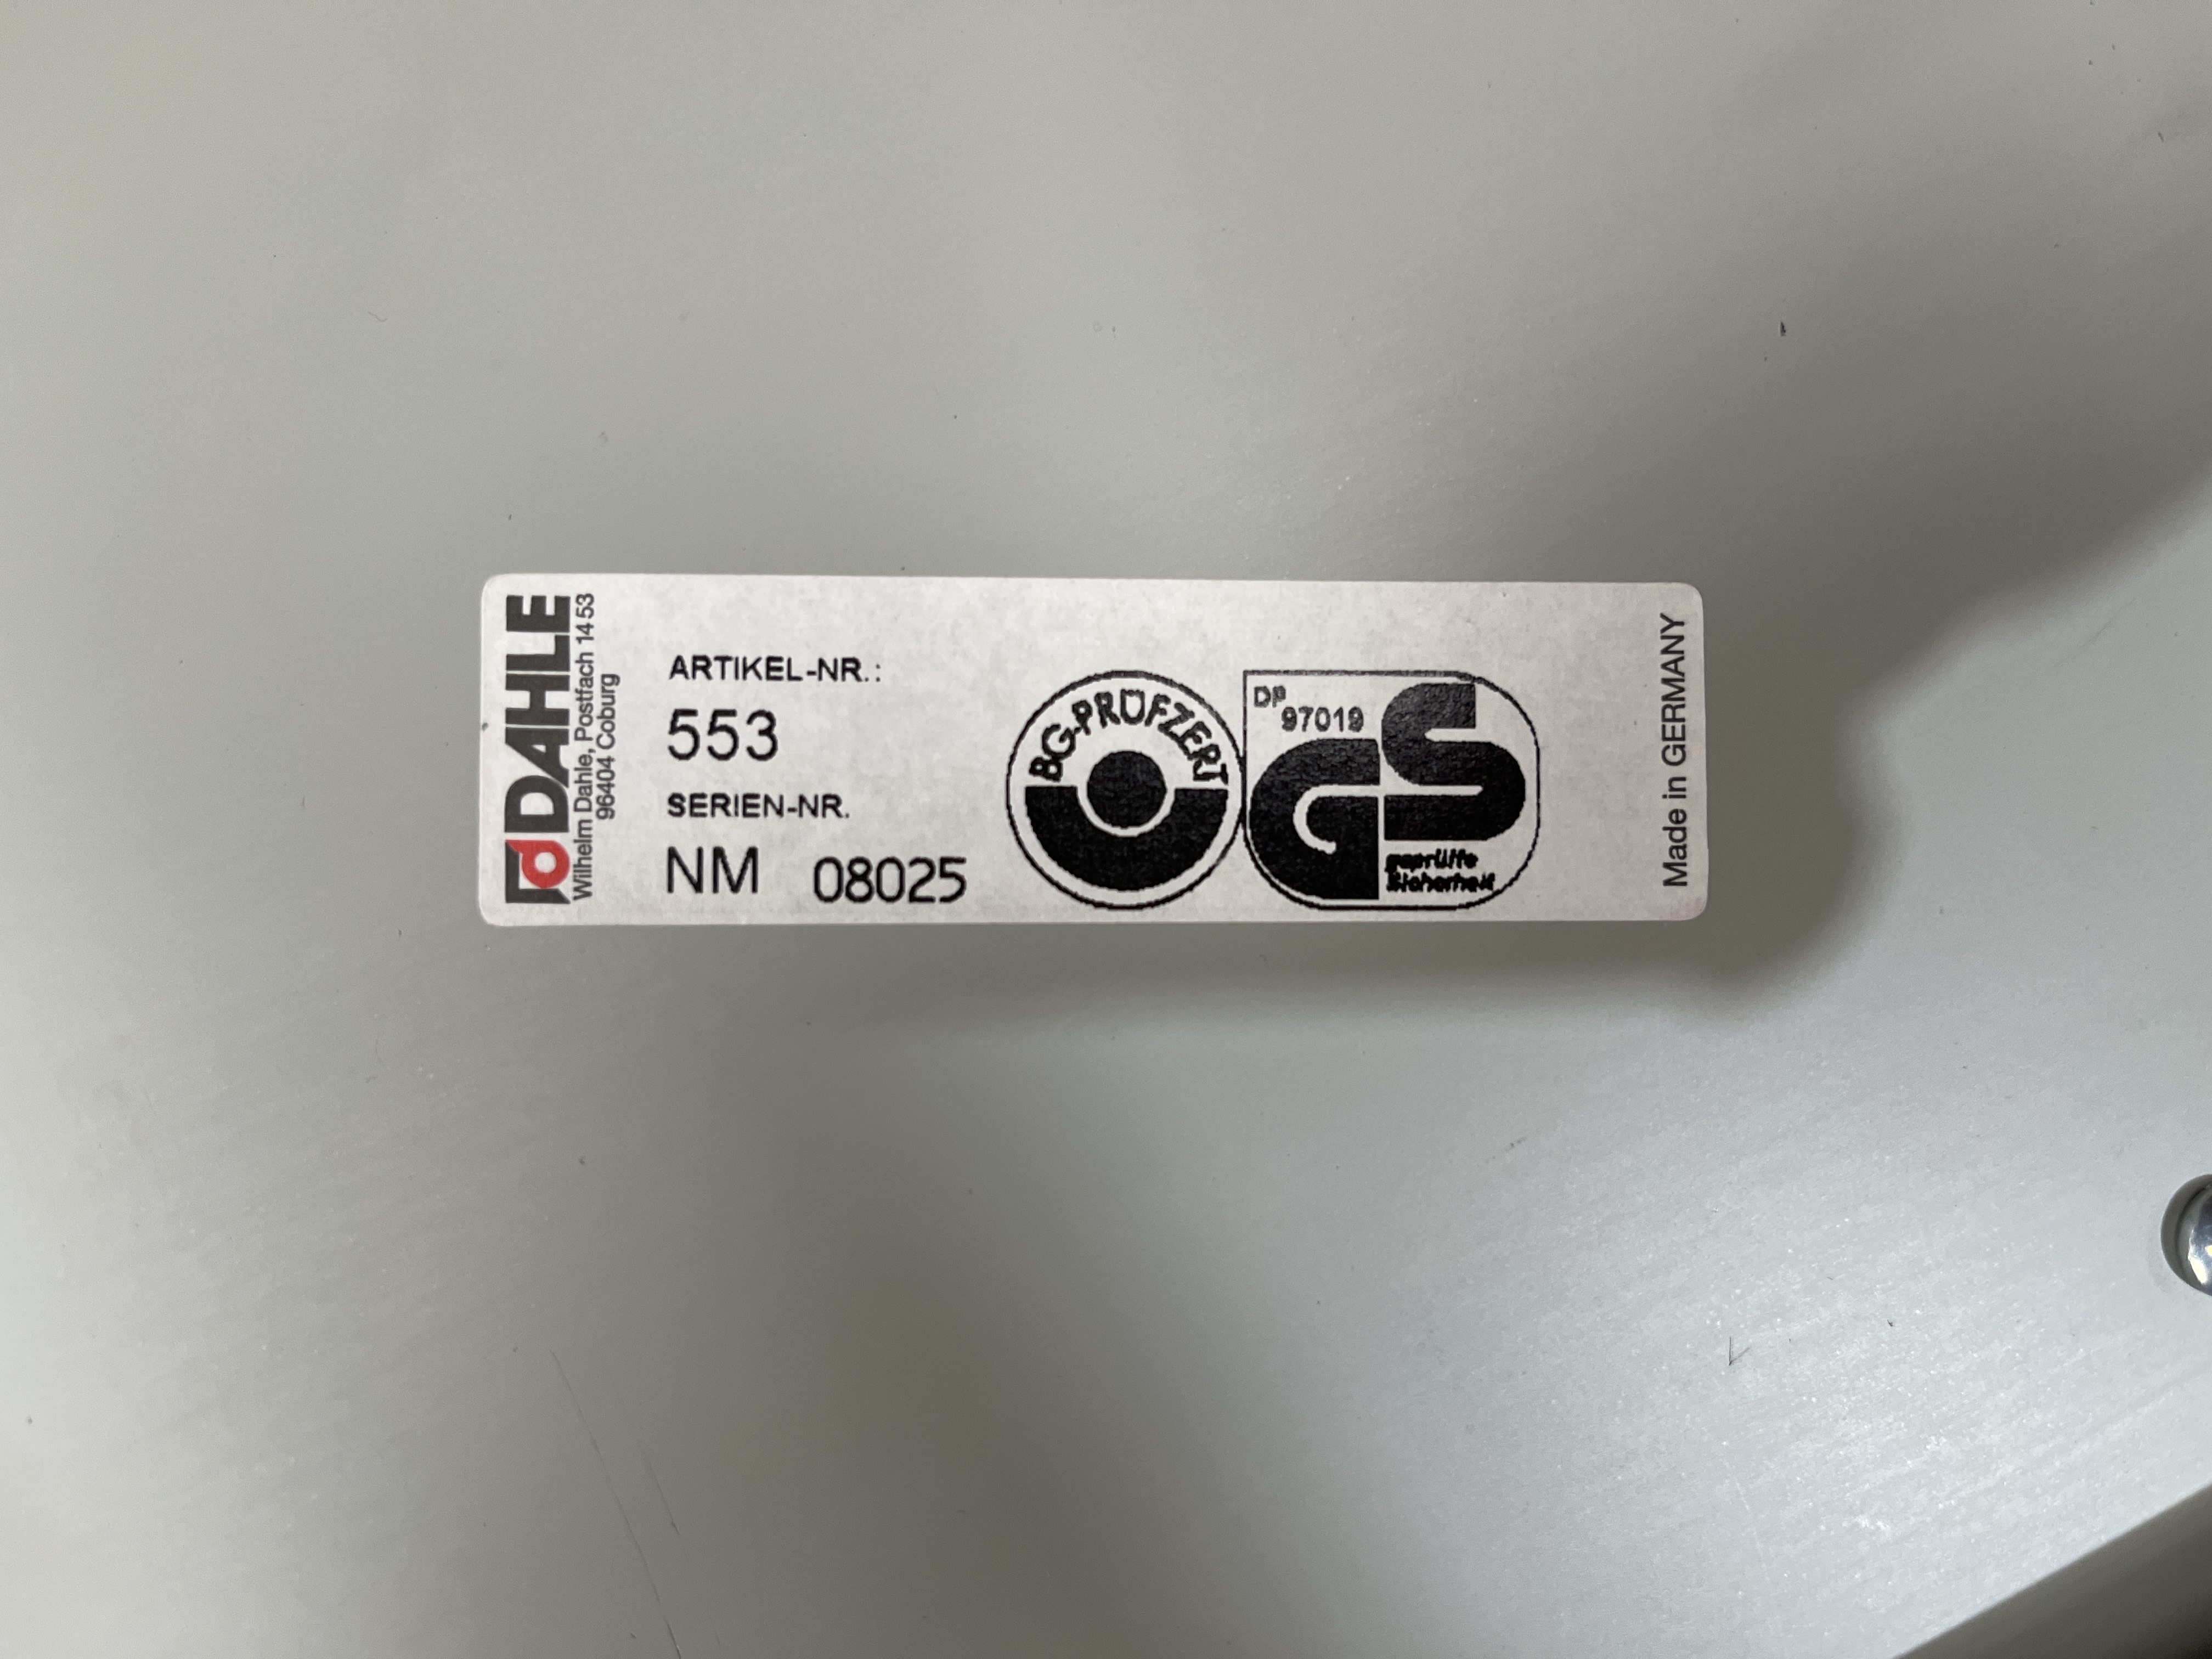 DAHLE
Wilhelm Dahle, Postfach 14 53
96404 Coburg
ARTIKEL-NR.:
553
SERIEN-NR.
NM 08025
BG-PRÜFZERT
DP
97019
GS
geprüfte
Sicherheit
Made in GERMANY